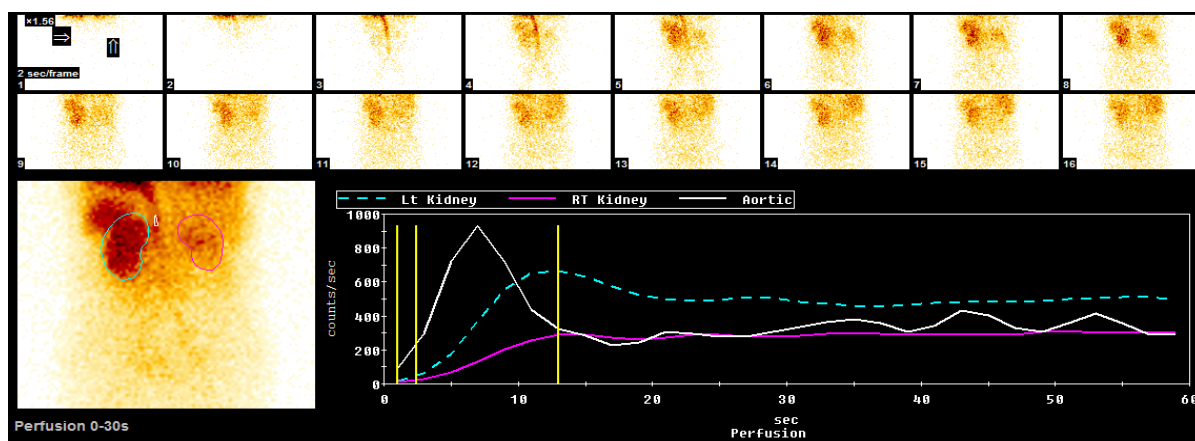 ×1.56
⇒
⇑
2 sec/frame
1 2 3 4 5 6 7 8
9 10 11 12 13 14 15 16
Lt Kidney RT Kidney Aortic
1000
800
600
400
200
0
counts/sec
0 10 20 30 40 50 60
sec
Perfusion
Perfusion 0-30s